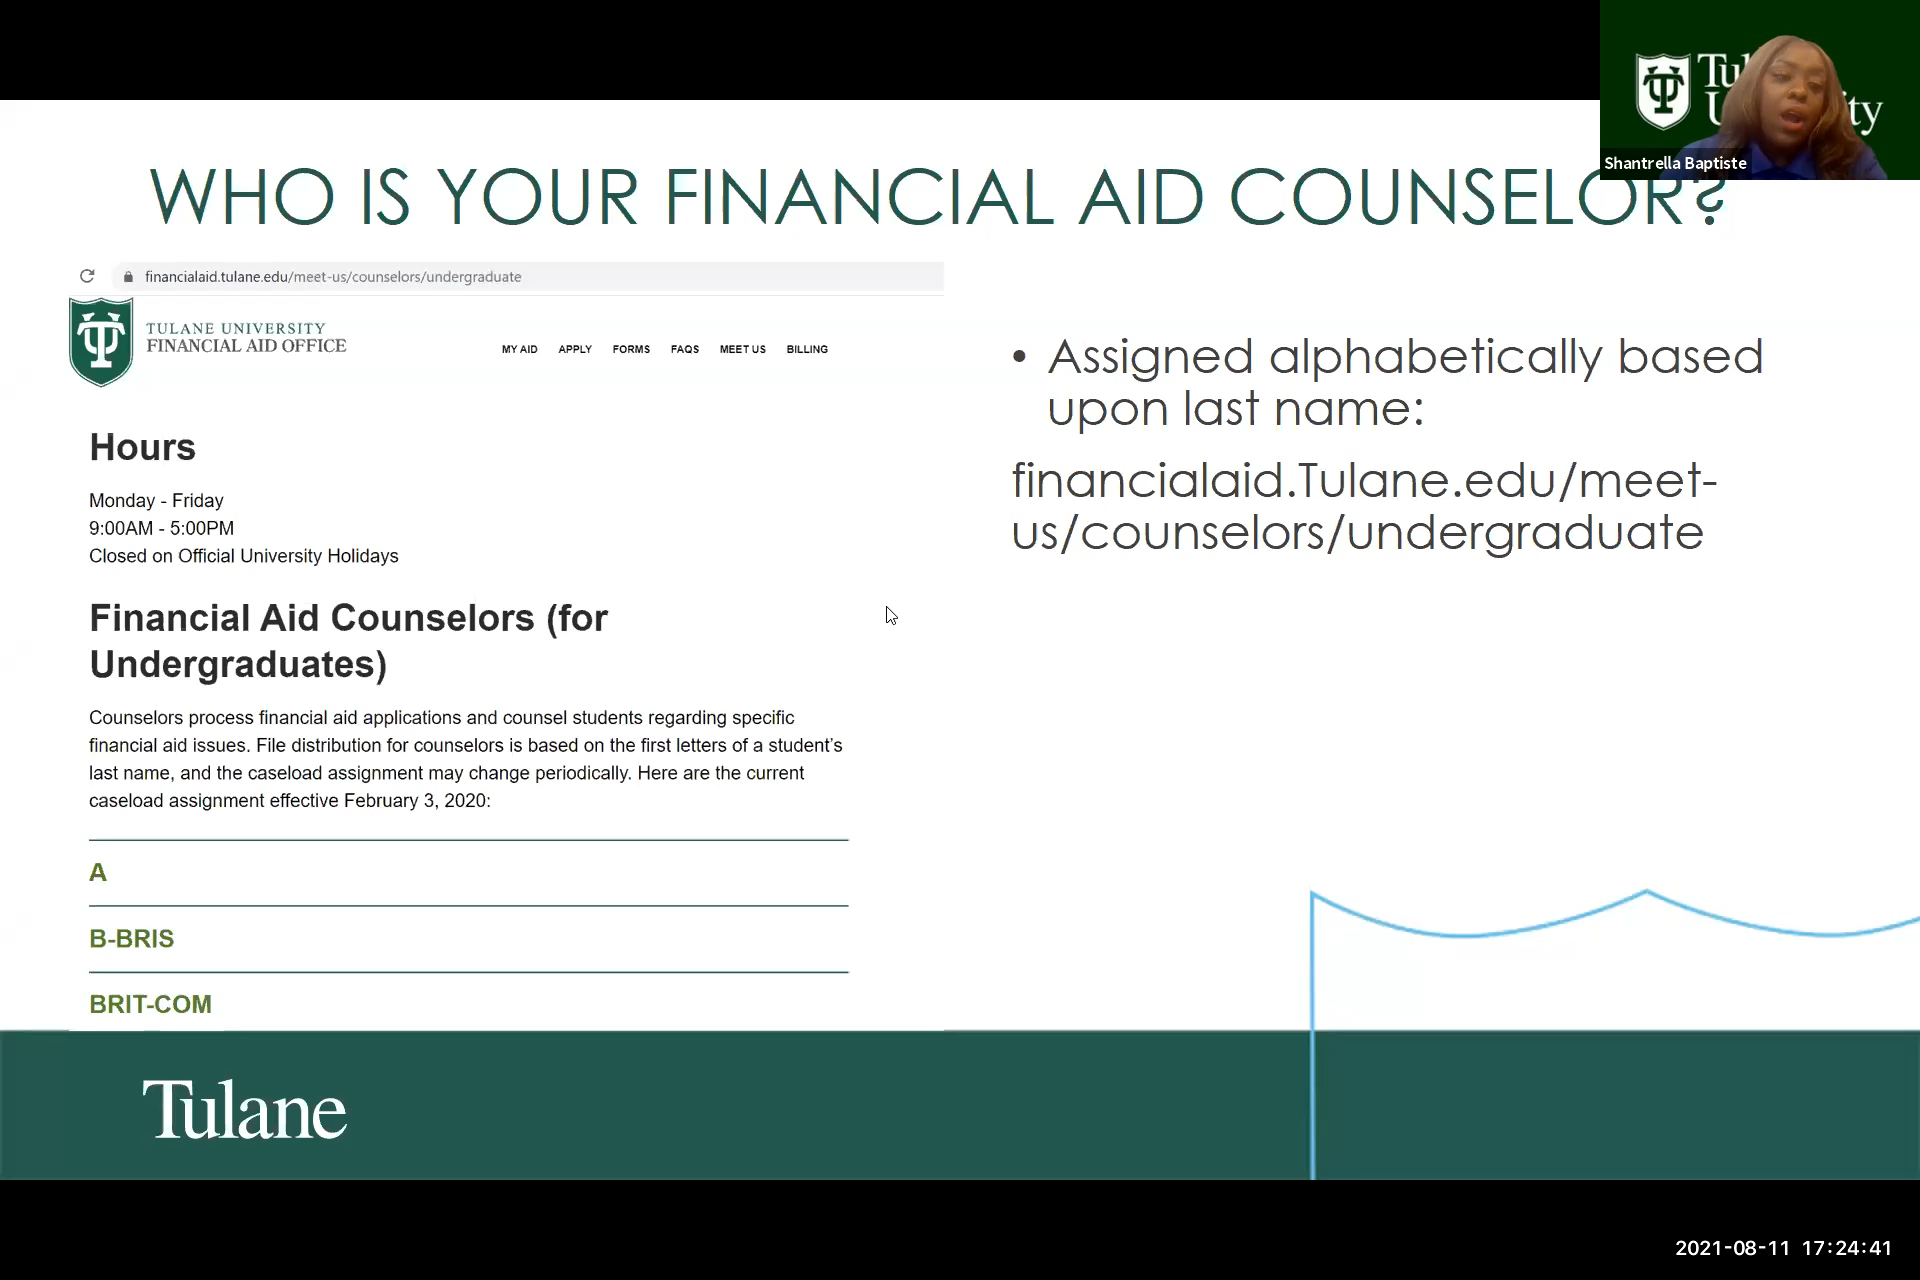 Tu
U
ity
Shantrella Baptiste
WHO IS YOUR FINANCIAL AID COUNSELOR?
financialaid.tulane.edu/meet-us/counselors/undergraduate
TULANE UNIVERSITY
FINANCIAL AID OFFICE
MY AID APPLY FORMS FAQS MEET US BILLING
Hours
Monday - Friday
9:00AM - 5:00PM
Closed on Official University Holidays
Financial Aid Counselors (for
Undergraduates)
Counselors process financial aid applications and counsel students regarding specific
financial aid issues. File distribution for counselors is based on the first letters of a student’s
last name, and the caseload assignment may change periodically. Here are the current
caseload assignment effective February 3, 2020:
A
B-BRIS
BRIT-COM
• Assigned alphabetically based
upon last name:
financialaid.Tulane.edu/meet-
us/counselors/undergraduate
Tulane
2021-08-11 17:24:41